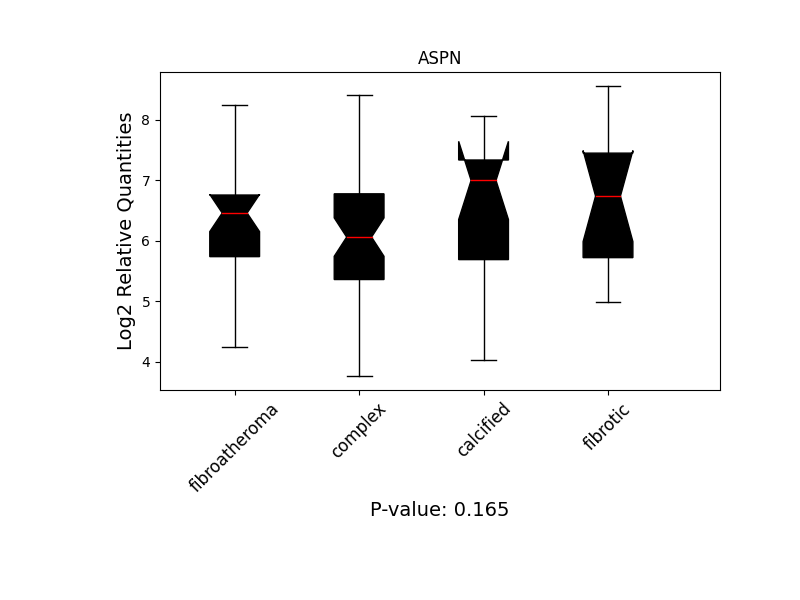 ASPN
Log2 Relative Quantities
8
7
6
5
4
fibroatheroma
complex
calcified
fibrotic
P-value: 0.165